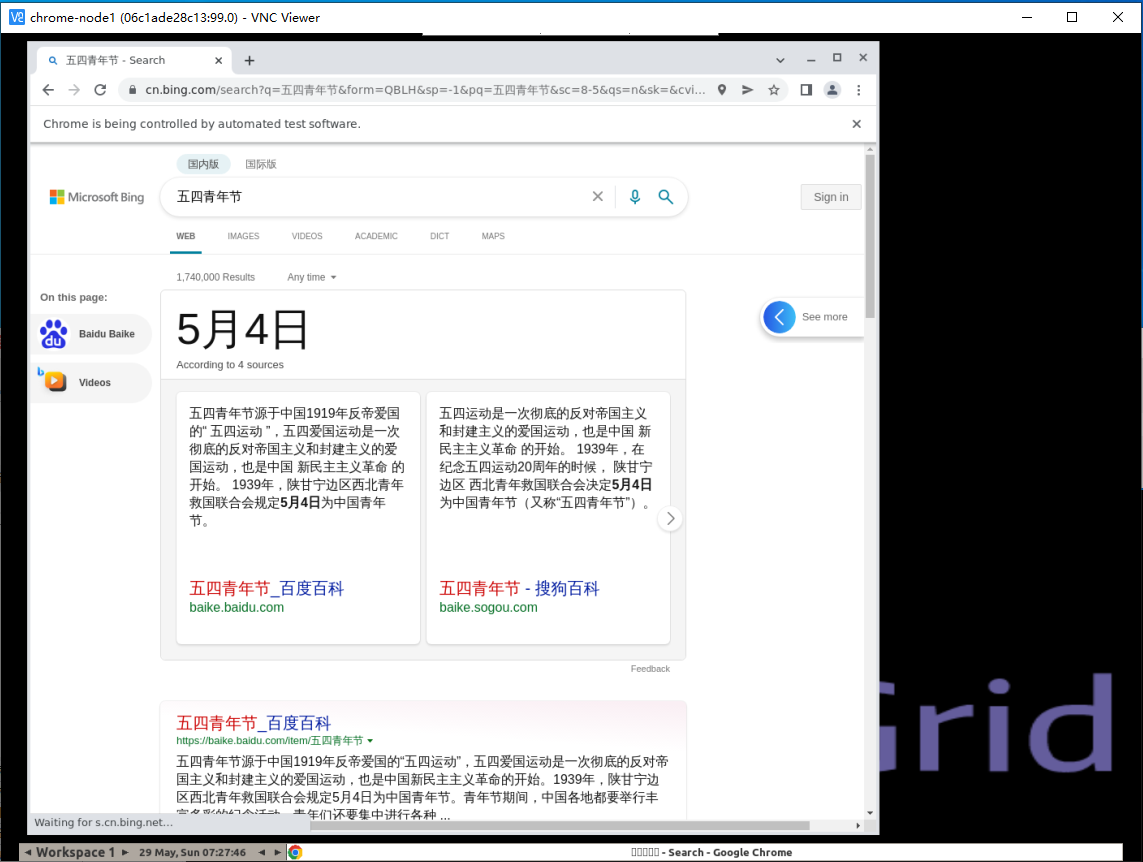 chrome-node1 (06c1ade28c13:99.0) - VNC Viewer
五四青年节 - Search
cn.bing.com/search?q=五四青年节&form=QBLH&sp=-1&pq=五四青年节&sc=8-5&qs=n&sk=&cvi...
Chrome is being controlled by automated test software.
国内版 国际版
Microsoft Bing
五四青年节
Sign in
WEB IMAGES VIDEOS ACADEMIC DICT MAPS
1,740,000 Results Any time
On this page:
Baidu Baike
Videos
See more
5月4日
According to 4 sources
五四青年节源于中国1919年反帝爱国
的“ 五四运动 ”，五四爱国运动是一次
彻底的反对帝国主义和封建主义的爱
国运动，也是中国 新民主主义革命 的
开始。 1939年，陕甘宁边区西北青年
救国联合会规定5月4日为中国青年
节。
五四青年节_百度百科
baike.baidu.com
五四运动是一次彻底的反对帝国主义
和封建主义的爱国运动，也是中国 新
民主主义革命 的开始。 1939年，在
纪念五四运动20周年的时候， 陕甘宁
边区 西北青年救国联合会决定5月4日
为中国青年节（又称“五四青年节”）。
五四青年节 - 搜狗百科
baike.sogou.com
Feedback
五四青年节_百度百科
https://baike.baidu.com/item/五四青年节
五四青年节源于中国1919年反帝爱国的“五四运动”，五四爱国运动是一次彻底的反对帝
国主义和封建主义的爱国运动，也是中国新民主主义革命的开始。1939年，陕甘宁边
区西北青年救国联合会规定5月4日为中国青年节。青年节期间，中国各地都要举行丰
富多彩的纪念活动，青年们还要集中进行各种 ...
Waiting for s.cn.bing.net...
Grid
Workspace 1 29 May, Sun 07:27:46 - Search - Google Chrome